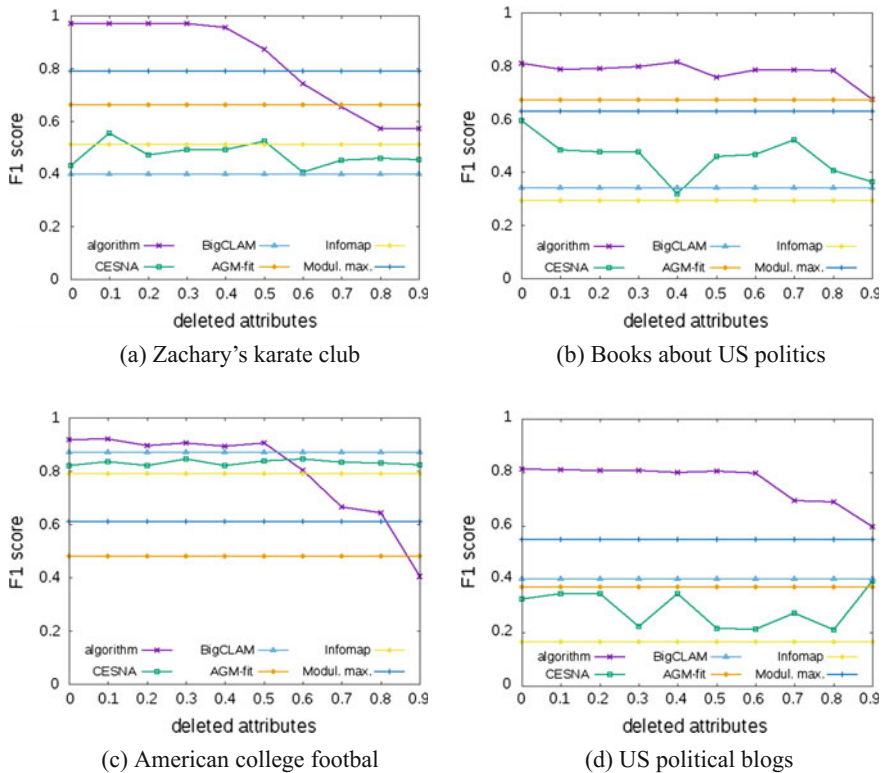 1
0.8
0.6
0.4
0.2
0
F1 score
algorithm
BigCLAM
Infomap
CESNA
AGM-fit
Modul. max.
0 0.1 0.2 0.3 0.4 0.5 0.6 0.7 0.8 0.9
deleted attributes
(a) Zachary's karate club
1
0.8
0.6
0.4
0.2
0
F1 score
algorithm
BigCLAM
Infomap
CESNA
AGM-fit
Modul. max.
0 0.1 0.2 0.3 0.4 0.5 0.6 0.7 0.8 0.9
deleted attributes
(b) Books about US politics
1
0.8
0.6
0.4
0.2
0
F1 score
algorithm
BigCLAM
Infomap
CESNA
AGM-fit
Modul. max.
0 0.1 0.2 0.3 0.4 0.5 0.6 0.7 0.8 0.9
deleted attributes
(c) American college footbal
1
0.8
0.6
0.4
0.2
0
F1 score
algorithm
BigCLAM
Infomap
CESNA
AGM-fit
Modul. max.
0 0.1 0.2 0.3 0.4 0.5 0.6 0.7 0.8 0.9
deleted attributes
(d) US political blogs